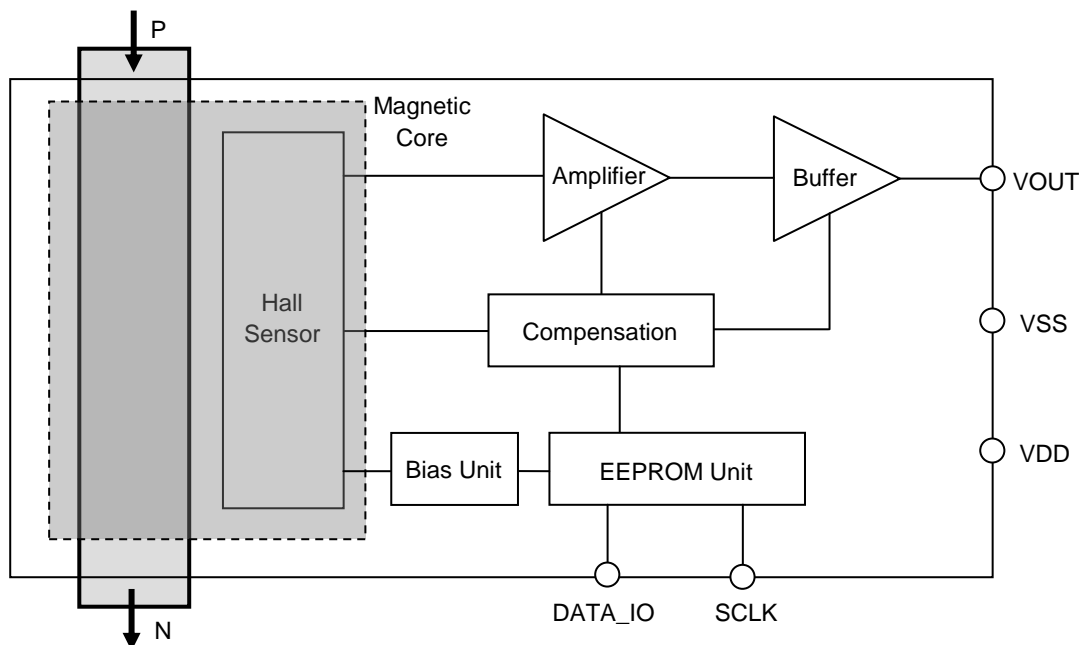 P
Magnetic
Core
Amplifier
Buffer
VOUT
Hall
Sensor
Compensation
VSS
Bias Unit
EEPROM Unit
VDD
DATA_IO
SCLK
N